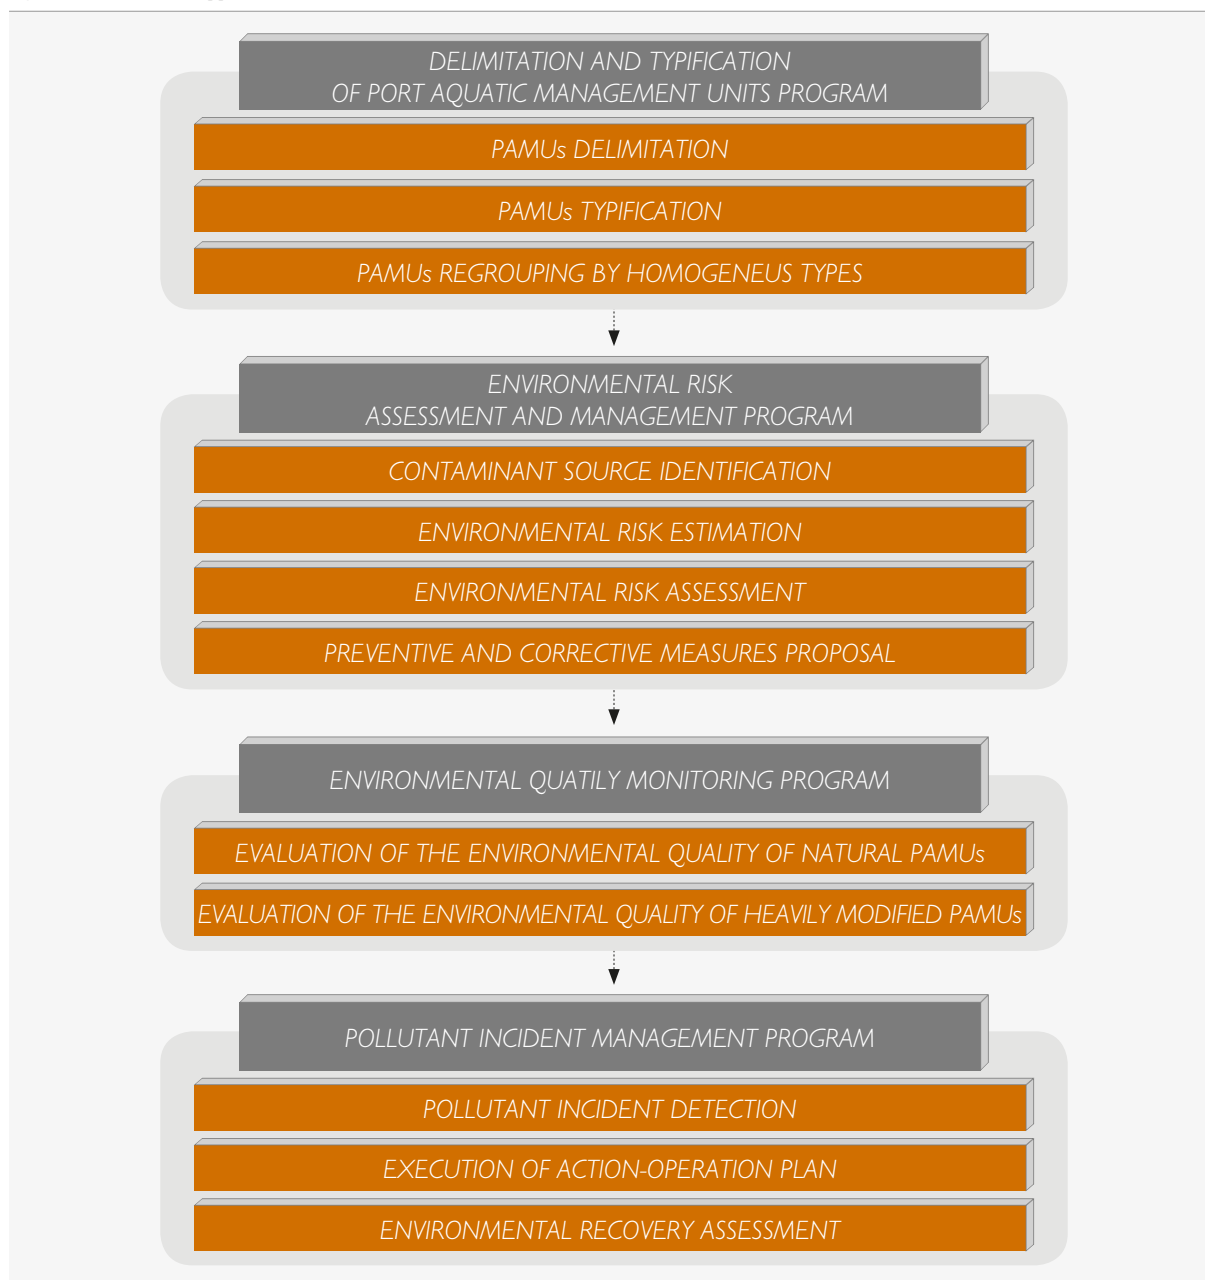 DELIMITATION AND TYPIFICATION
OF PORT AQUATIC MANAGEMENT UNITS PROGRAM
PAMUs DELIMITATION
PAMUs TYPIFICATION
PAMUs REGROUPING BY HOMOGENEUS TYPES
ENVIRONMENTAL RISK
ASSESSMENT AND MANAGEMENT PROGRAM
CONTAMINANT SOURCE IDENTIFICATION
ENVIRONMENTAL RISK ESTIMATION
ENVIRONMENTAL RISK ASSESSMENT
PREVENTIVE AND CORRECTIVE MEASURES PROPOSAL
ENVIRONMENTAL QUATILY MONITORING PROGRAM
EVALUATION OF THE ENVIRONMENTAL QUALITY OF NATURAL PAMUs
EVALUATION OF THE ENVIRONMENTAL QUALITY OF HEAVILY MODIFIED PAMUs
POLLUTANT INCIDENT MANAGEMENT PROGRAM
POLLUTANT INCIDENT DETECTION
EXECUTION OF ACTION-OPERATION PLAN
ENVIRONMENTAL RECOVERY ASSESSMENT